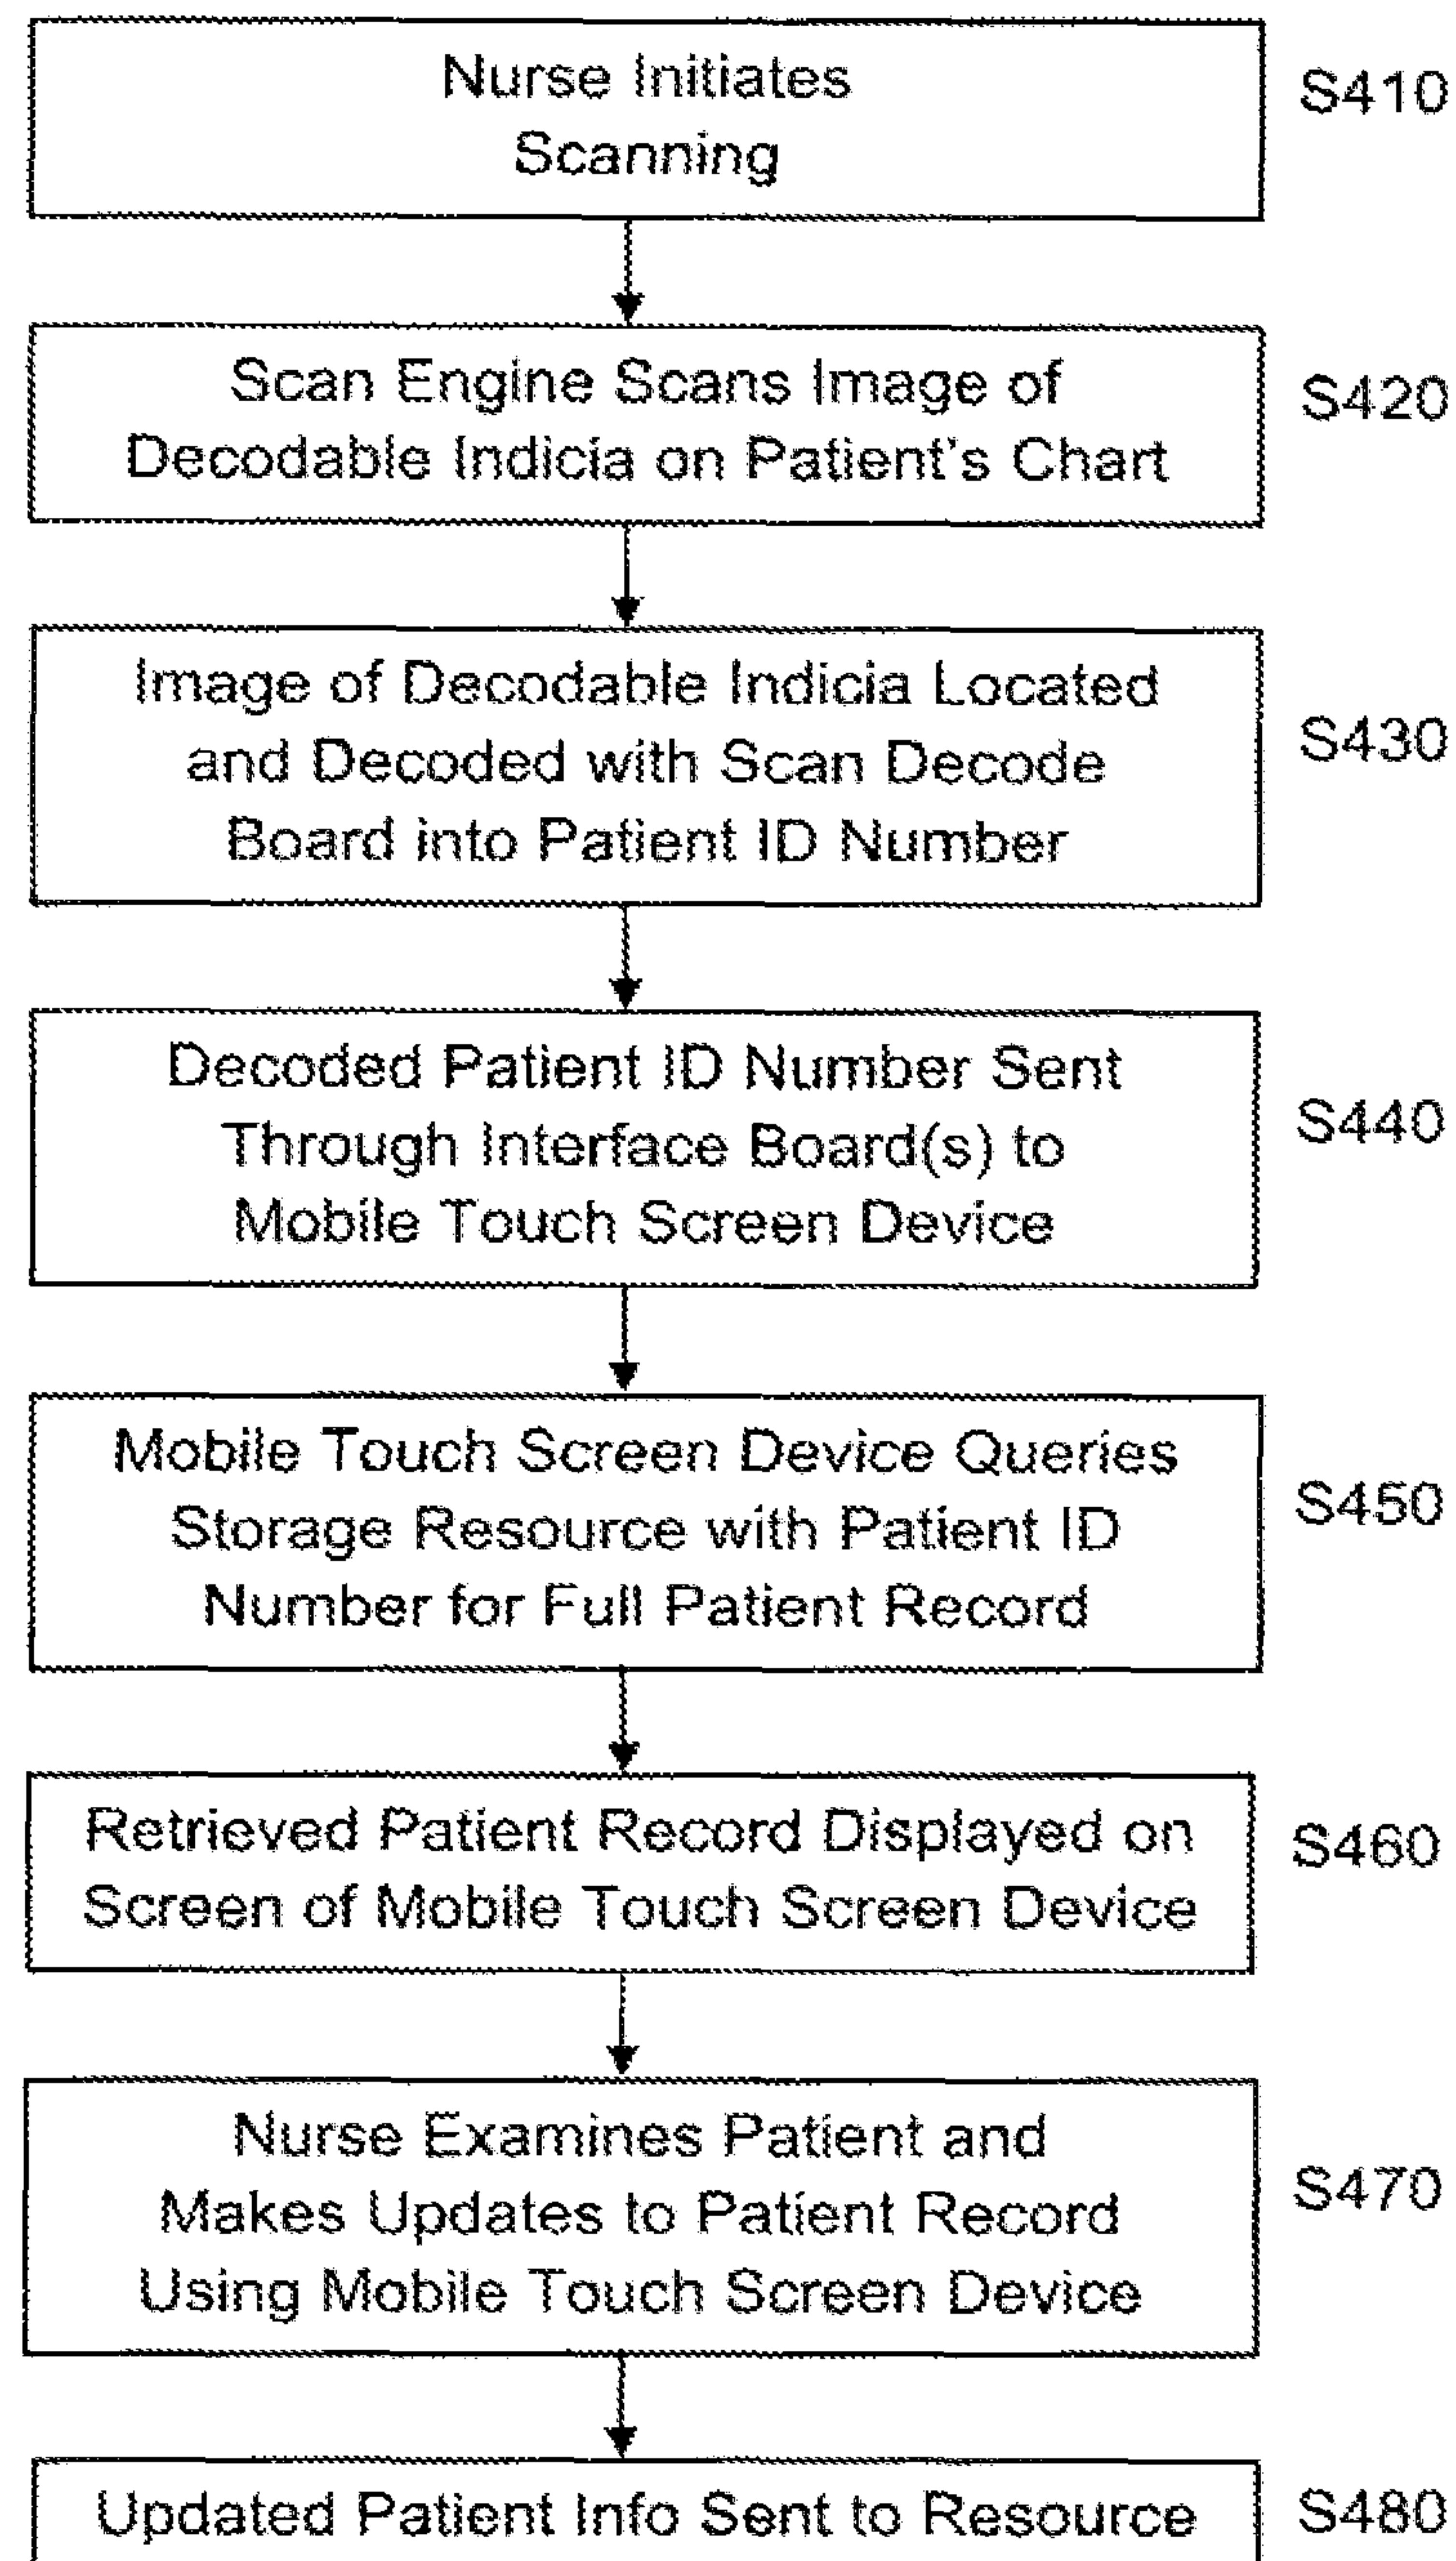 Nurse Initiates
Scanning
S410
Scan Engine Scans Image of
Decodable Indicia on Patient's Chart
S420
Image of Decodable Indicia Located
and Decoded with Scan Decode
Board into Patient ID Number
S430
Decoded Patient ID Number Sent
Through Interface Board(s) to
Mobile Touch Screen Device
S440
Mobile Touch Screen Device Queries
Storage Resource with Patient ID
Number for Full Patient Record
S450
Retrieved Patient Record Displayed on
Screen of Mobile Touch Screen Device
S460
Nurse Examines Patient and
Makes Updates to Patient Record
Using Mobile Touch Screen Device
S470
Updated Patient Info Sent to Resource
S480